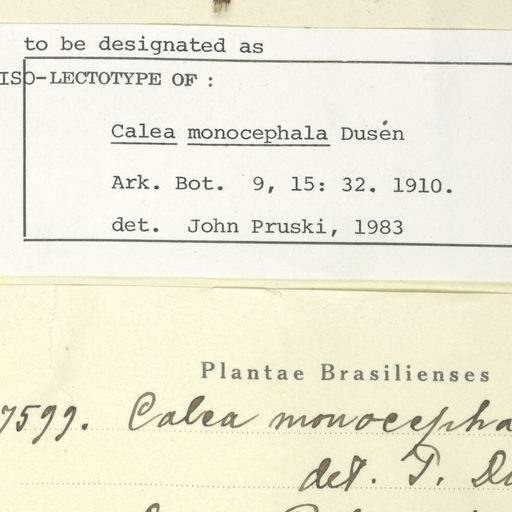 to be designated as
ISO-LECTOTYPE OF :
Calea monocephala Dusén
Ark. Bot. 9, 15: 32. 1910.
det. John Pruski, 1983
Plantae Brasilienses
7599. Calea monocepha
det.